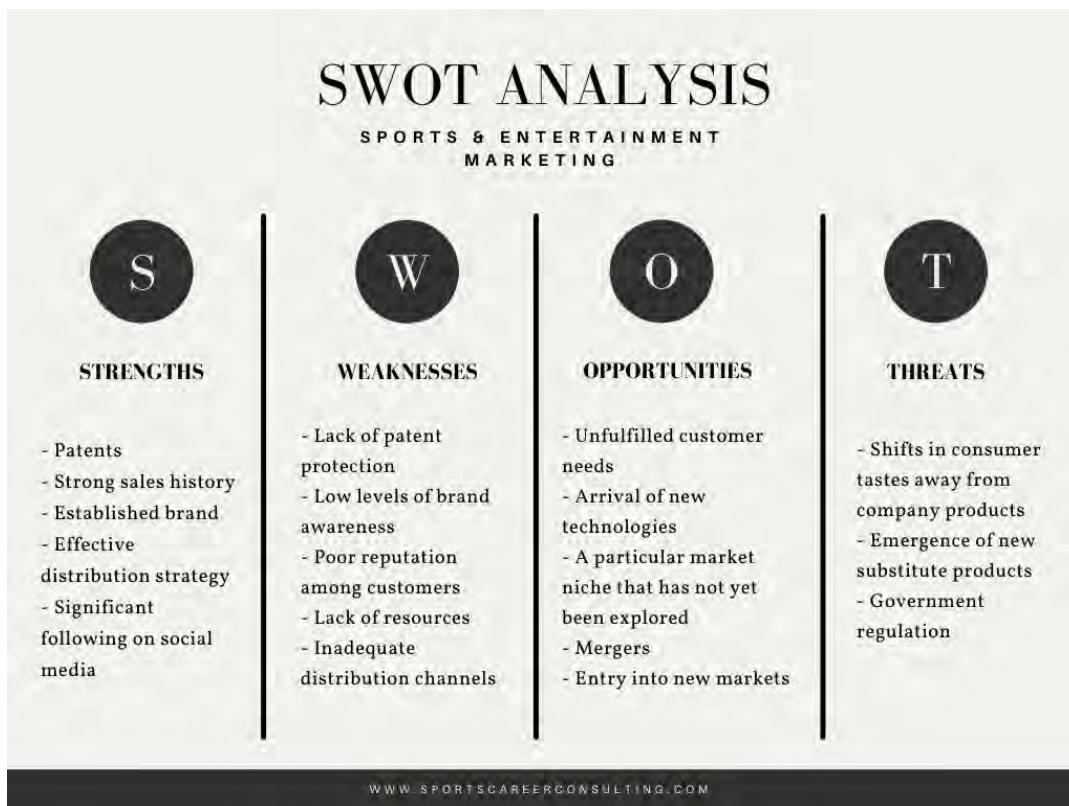 SWOT ANALYSIS
SPORTS & ENTERTAINMENT
MARKETING
S
STRENGTHS
- Patents
- Strong sales history
- Established brand
- Effective
distribution strategy
- Significant
following on social
media
W
WEAKNESSES
- Lack of patent
protection
- Low levels of brand
awareness
- Poor reputation
among customers
- Lack of resources
- Inadequate
distribution channels
O
OPPORTUNITIES
- Unfulfilled customer
needs
- Arrival of new
technologies
- A particular market
niche that has not yet
been explored
- Mergers
- Entry into new markets
T
THREATS
- Shifts in consumer
tastes away from
company products
- Emergence of new
substitute products
- Government
regulation
WWW.SPORTSCAREERCONSULTING.COM